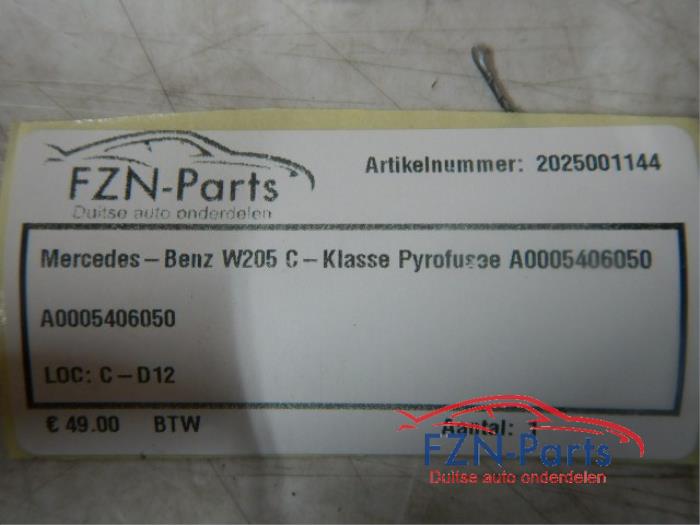 FZN-Parts
Duitse auto onderdelen
Artikelnummer: 2025001144
Mercedes-Benz W205 C-Klasse Pyrofusee A0005406050
A0005406050
LOC: C-D12
€ 49.00 BTW
Aantal: 1
FZN-Parts
Duitse auto onderdelen